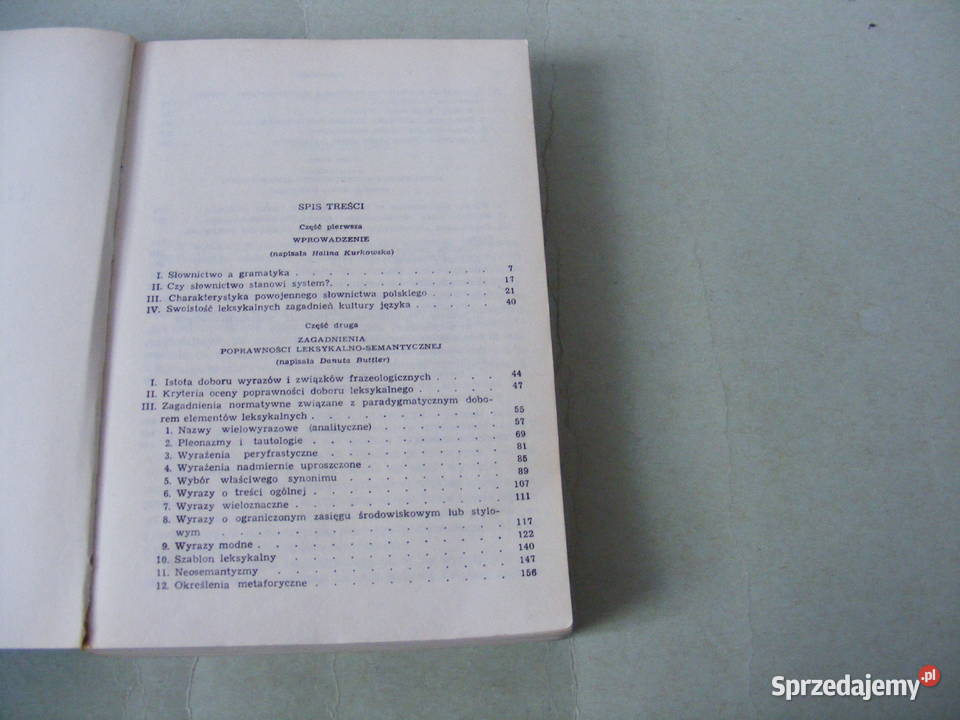 SPIS TREŚCI
Część pierwsza
WPROWADZENIE
(napisała Halina Kurkowska)
I. Słownictwo a gramatyka . . . . . . . . . . . 7
II. Czy słownictwo stanowi system? . . . . . . . . . 17
III. Charakterystyka powojennego słownictwa polskiego . . . . 21
IV. Swoistość leksykalnych zagadnień kultury języka . . . . . 40
Część druga
ZAGADNIENIA
POPRAWNOŚCI LEKSYKALNO-SEMANTYCZNEJ
(napisała Danuta Buttler)
I. Istota doboru wyrazów i związków frazeologicznych . . . . 44
II. Kryteria oceny poprawności doboru leksykalnego . . . . . 47
III. Zagadnienia normatywne związane z paradygmatycznym dobo-
rem elementów leksykalnych . . . . . . . . . . 55
1. Nazwy wielowyrazowe (analityczne) . . . . . . . 57
2. Pleonazmy i tautologie . . . . . . . . . . 69
3. Wyrażenia peryfrastyczne . . . . . . . . . 81
4. Wyrażenia nadmiernie uproszczone . . . . . . . 85
5. Wybór właściwego synonimu . . . . . . . . 89
6. Wyrazy o treści ogólnej . . . . . . . . . . 107
7. Wyrazy wieloznaczne . . . . . . . . . . 111
8. Wyrazy o ograniczonym zasięgu środowiskowym lub stylo-
wym . . . . . . . . . . . . . 117
9. Wyrazy modne . . . . . . . . . . . . 122
10. Szablon leksykalny . . . . . . . . . . . 140
11. Neosemantyzmy . . . . . . . . . . . 147
12. Określenia metaforyczne . . . . . . . . . . 156
Sprzedajemy.pl